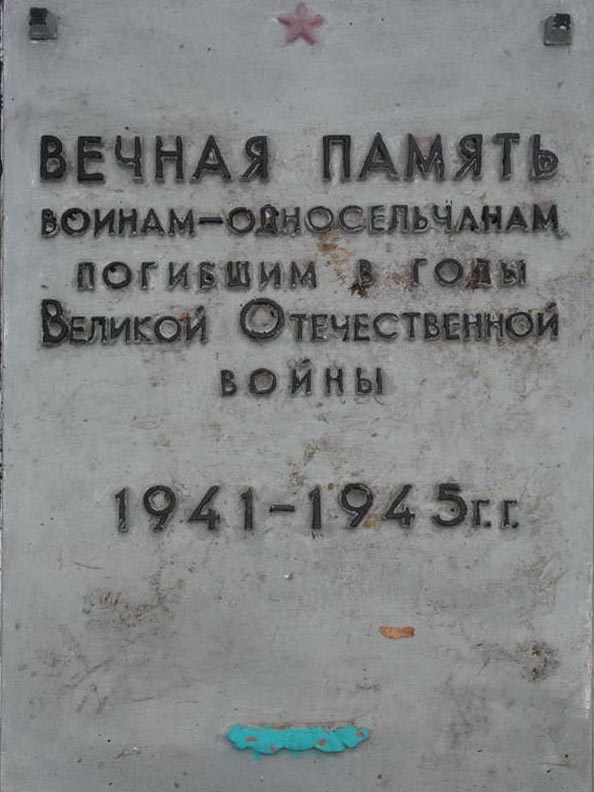 ВЕЧНАЯ ПАМЯТЬ
ВОИНАМ-ОДНОСЕЛЬЧАНАМ
ПОГИБШИМ В ГОДЫ
ВЕЛИКОЙ ОТЕЧЕСТВЕННОЙ
ВОЙНЫ
1941-1945г.г.